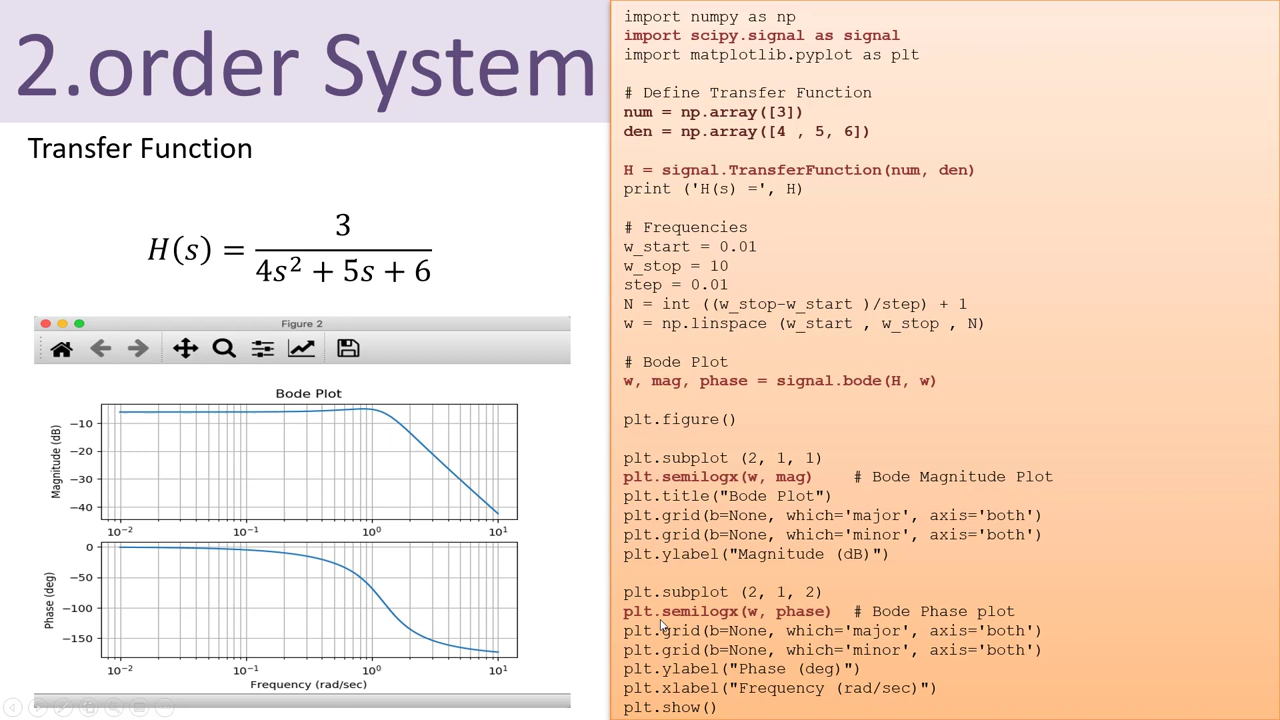 2.order System
Transfer Function
H(s) = 3 / 4s² + 5s + 6
Figure 2
Bode Plot
Magnitude (dB)
−10
−20
−30
−40
10⁻² 10⁻¹ 10⁰ 10¹
Phase (deg)
0
−50
−100
−150
10⁻² 10⁻¹ 10⁰ 10¹
Frequency (rad/sec)
import numpy as np
import scipy.signal as signal
import matplotlib.pyplot as plt
# Define Transfer Function
num = np.array([3])
den = np.array([4 , 5, 6])
H = signal.TransferFunction(num, den)
print ('H(s) =', H)
# Frequencies
w_start = 0.01
w_stop = 10
step = 0.01
N = int ((w_stop-w_start )/step) + 1
w = np.linspace (w_start , w_stop , N)
# Bode Plot
w, mag, phase = signal.bode(H, w)
plt.figure()
plt.subplot (2, 1, 1)
plt.semilogx(w, mag) # Bode Magnitude Plot
plt.title("Bode Plot")
plt.grid(b=None, which='major', axis='both')
plt.grid(b=None, which='minor', axis='both')
plt.ylabel("Magnitude (dB)")
plt.subplot (2, 1, 2)
plt.semilogx(w, phase) # Bode Phase plot
plt.grid(b=None, which='major', axis='both')
plt.grid(b=None, which='minor', axis='both')
plt.ylabel("Phase (deg)")
plt.xlabel("Frequency (rad/sec)")
plt.show()